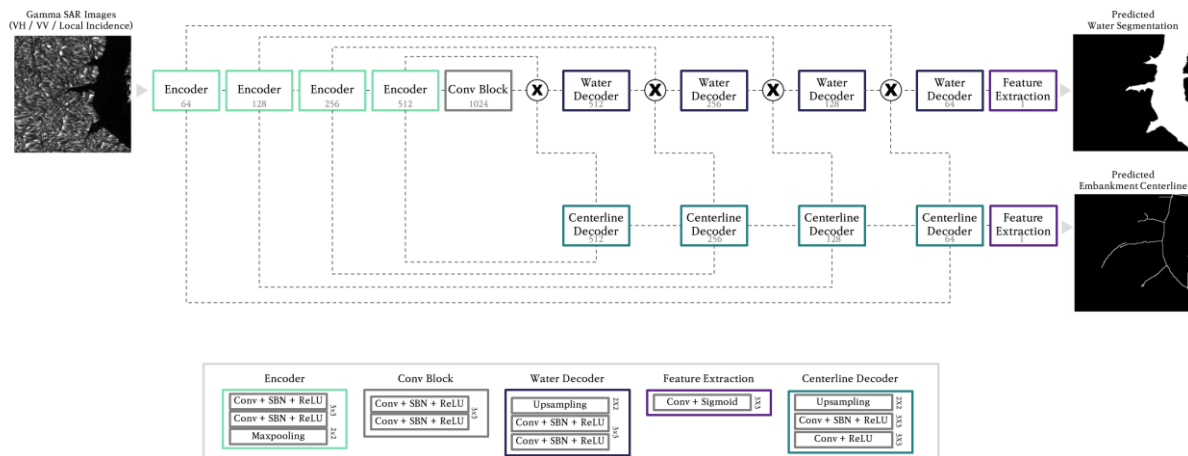 Gamma SAR Images
(VH / VV / Local Incidence)
Predicted
Water Segmentation
Encoder
64
Encoder
128
Encoder
256
Encoder
512
Conv Block
1024
X
Water
Decoder
512
X
Water
Decoder
256
X
Water
Decoder
128
X
Water
Decoder
64
Feature
Extraction
1
Predicted
Embankment Centerline
Centerline
Decoder
512
Centerline
Decoder
256
Centerline
Decoder
128
Centerline
Decoder
64
Feature
Extraction
1
Encoder
Conv + SBN + ReLU
Conv + SBN + ReLU
3x3
Maxpooling
2x2
Conv Block
Conv + SBN + ReLU
Conv + SBN + ReLU
3x3
Water Decoder
Upsampling
2X2
Conv + SBN + ReLU
Conv + SBN + ReLU
3x3
Feature Extraction
Conv + Sigmoid
3X3
Centerline Decoder
Upsampling
2X2
Conv + SBN + ReLU
3X3
Conv + ReLU
3X3